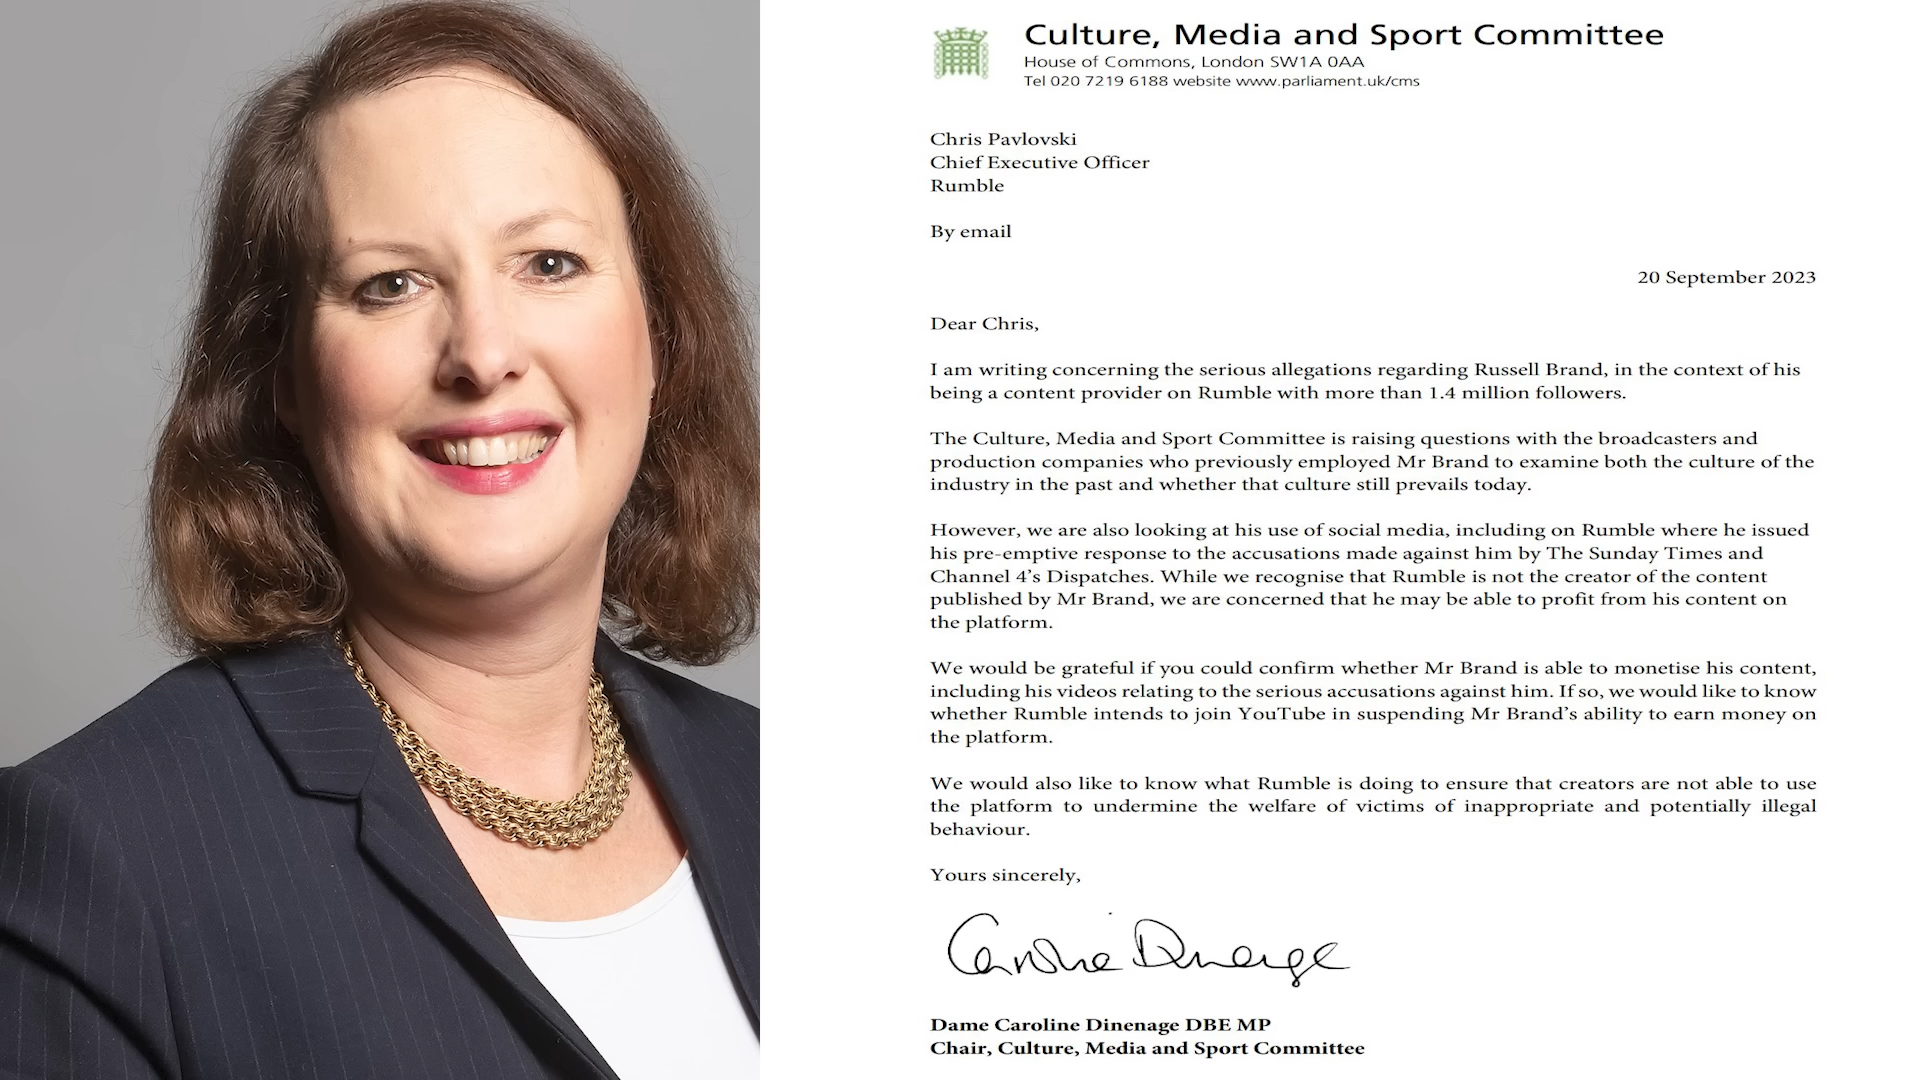 Culture, Media and Sport Committee
House of Commons, London SW1A 0AA
Tel 020 7219 6188 website www.parliament.uk/cms
Chris Pavlovski
Chief Executive Officer
Rumble
By email
20 September 2023
Dear Chris,
I am writing concerning the serious allegations regarding Russell Brand, in the context of his
being a content provider on Rumble with more than 1.4 million followers.
The Culture, Media and Sport Committee is raising questions with the broadcasters and
production companies who previously employed Mr Brand to examine both the culture of the
industry in the past and whether that culture still prevails today.
However, we are also looking at his use of social media, including on Rumble where he issued
his pre-emptive response to the accusations made against him by The Sunday Times and
Channel 4’s Dispatches. While we recognise that Rumble is not the creator of the content
published by Mr Brand, we are concerned that he may be able to profit from his content on
the platform.
We would be grateful if you could confirm whether Mr Brand is able to monetise his content,
including his videos relating to the serious accusations against him. If so, we would like to know
whether Rumble intends to join YouTube in suspending Mr Brand’s ability to earn money on
the platform.
We would also like to know what Rumble is doing to ensure that creators are not able to use
the platform to undermine the welfare of victims of inappropriate and potentially illegal
behaviour.
Yours sincerely,
Caroline Dinenage
Dame Caroline Dinenage DBE MP
Chair, Culture, Media and Sport Committee